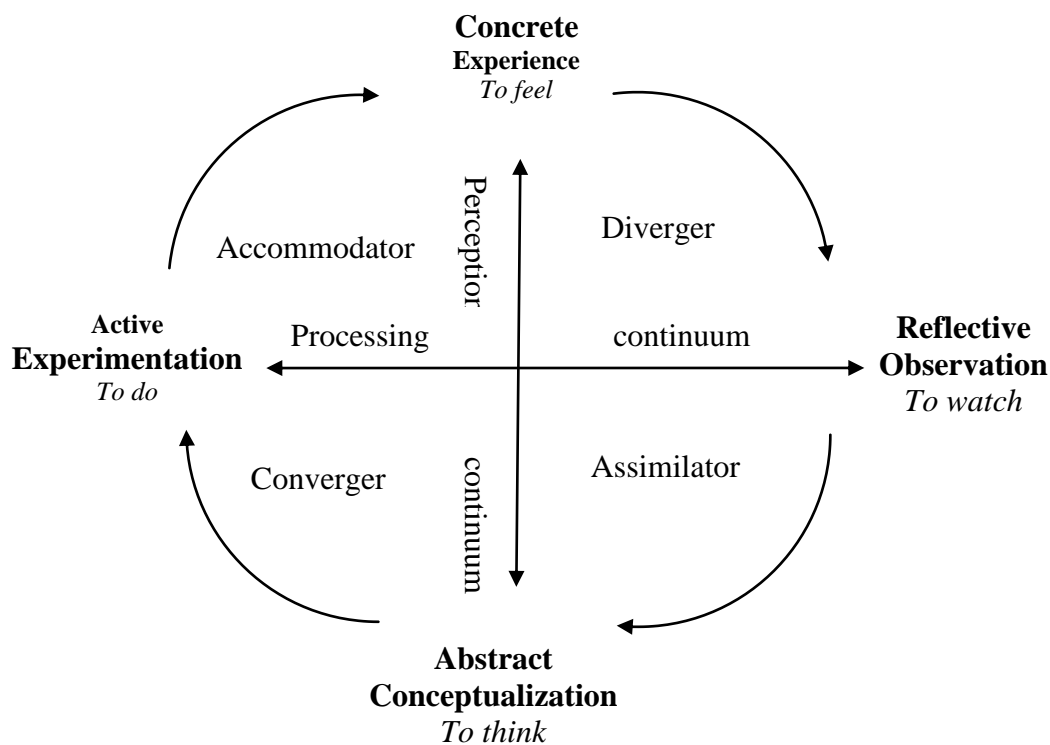 Concrete
Experience
To feel
Perception
Diverger
Accommodator
Active
Experimentation
To do
Processing
continuum
Reflective
Observation
To watch
Converger
continuum
Assimilator
Abstract
Conceptualization
To think